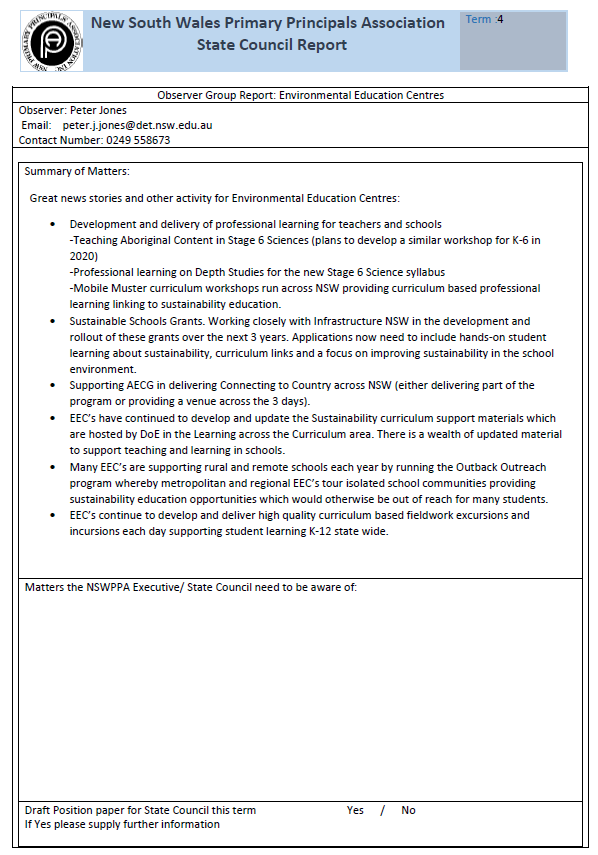 New South Wales Primary Principals Association
State Council Report
Term :4
PRIMARY PRINCIPALS ASSOCIATION INC. NSW
Observer Group Report: Environmental Education Centres
Observer: Peter Jones
Email: peter.j.jones@det.nsw.edu.au
Contact Number: 0249 558673
Summary of Matters:
Great news stories and other activity for Environmental Education Centres:
• Development and delivery of professional learning for teachers and schools
-Teaching Aboriginal Content in Stage 6 Sciences (plans to develop a similar workshop for K-6 in
2020)
-Professional learning on Depth Studies for the new Stage 6 Science syllabus
-Mobile Muster curriculum workshops run across NSW providing curriculum based professional
learning linking to sustainability education.
• Sustainable Schools Grants. Working closely with Infrastructure NSW in the development and
rollout of these grants over the next 3 years. Applications now need to include hands-on student
learning about sustainability, curriculum links and a focus on improving sustainability in the school
environment.
• Supporting AECG in delivering Connecting to Country across NSW (either delivering part of the
program or providing a venue across the 3 days).
• EEC's have continued to develop and update the Sustainability curriculum support materials which
are hosted by DoE in the Learning across the Curriculum area. There is a wealth of updated material
to support teaching and learning in schools.
• Many EEC's are supporting rural and remote schools each year by running the Outback Outreach
program whereby metropolitan and regional EEC's tour isolated school communities providing
sustainability education opportunities which would otherwise be out of reach for many students.
• EEC's continue to develop and deliver high quality curriculum based fieldwork excursions and
incursions each day supporting student learning K-12 state wide.
Matters the NSWPPA Executive/ State Council need to be aware of:
Draft Position paper for State Council this term Yes / No
If Yes please supply further information